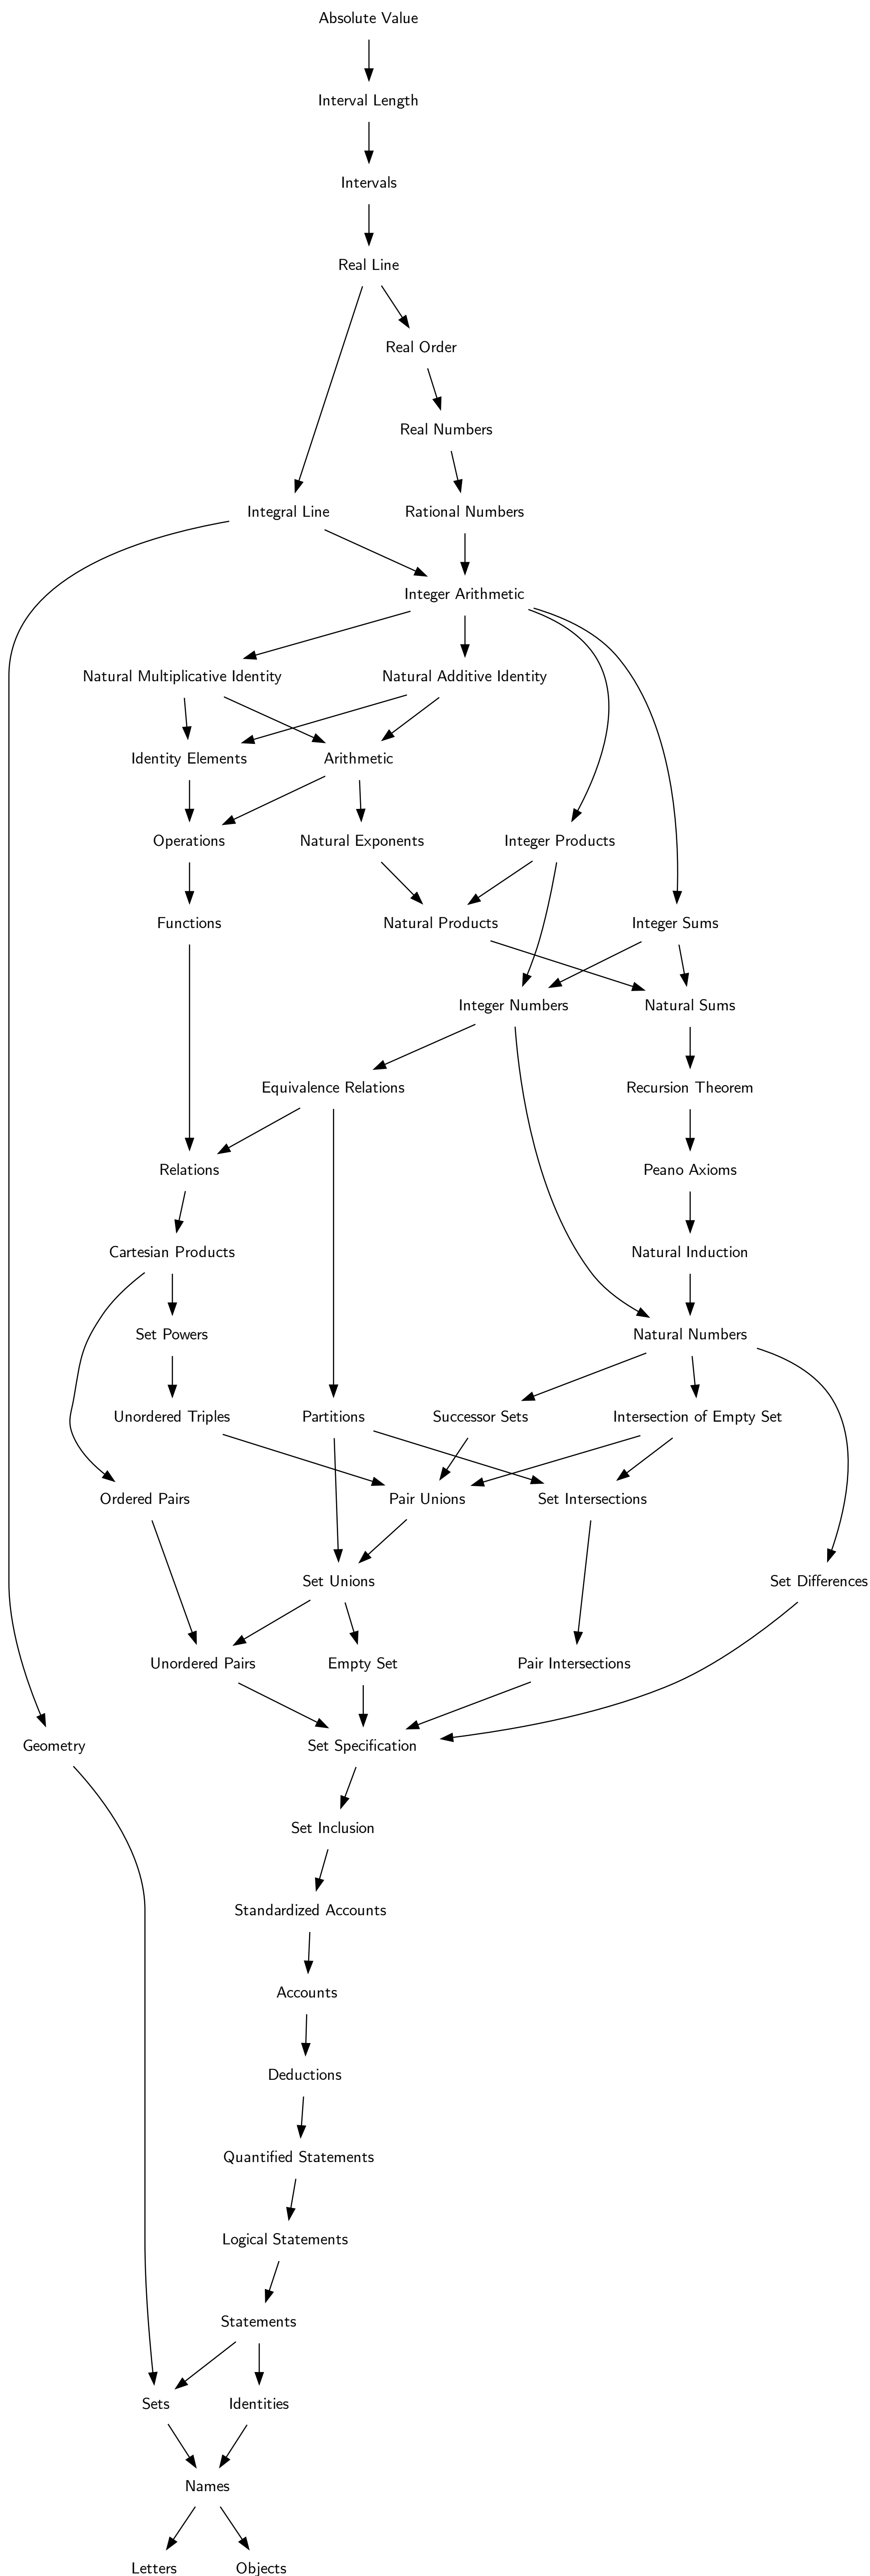 Absolute Value
Interval Length
Intervals
Real Line
Real Order
Real Numbers
Integral Line
Rational Numbers
Integer Arithmetic
Natural Multiplicative Identity
Natural Additive Identity
Identity Elements
Arithmetic
Operations
Natural Exponents
Integer Products
Functions
Natural Products
Integer Sums
Integer Numbers
Natural Sums
Equivalence Relations
Recursion Theorem
Relations
Peano Axioms
Cartesian Products
Natural Induction
Set Powers
Natural Numbers
Unordered Triples
Partitions
Successor Sets
Intersection of Empty Set
Ordered Pairs
Pair Unions
Set Intersections
Set Unions
Set Differences
Unordered Pairs
Empty Set
Pair Intersections
Geometry
Set Specification
Set Inclusion
Standardized Accounts
Accounts
Deductions
Quantified Statements
Logical Statements
Statements
Sets
Identities
Names
Letters
Objects